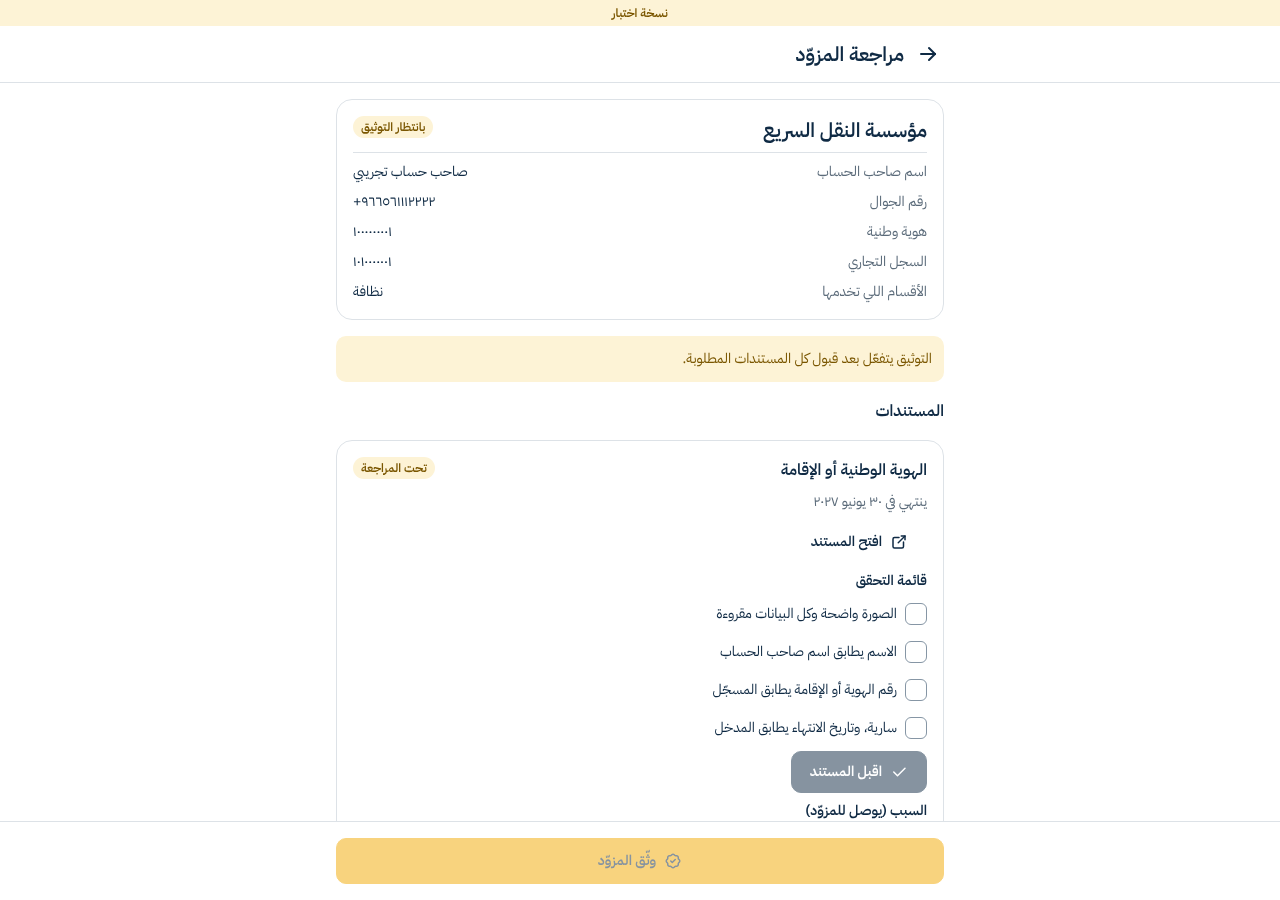 نسخة اختبار
مراجعة المزوّد
مؤسسة النقل السريع
بانتظار التوثيق
اسم صاحب الحساب
صاحب حساب تجريبي
رقم الجوال
+٩٦٦٥٦١١١٢٢٢٢
هوية وطنية
١٠٠٠٠٠٠٠٠١
السجل التجاري
١٠١٠٠٠٠٠٠١
الأقسام اللي تخدمها
نظافة
التوثيق يتفعّل بعد قبول كل المستندات المطلوبة.
المستندات
الهوية الوطنية أو الإقامة
تحت المراجعة
ينتهي في ٣٠ يونيو ٢٠٢٧
افتح المستند
قائمة التحقق
الصورة واضحة وكل البيانات مقروءة
الاسم يطابق اسم صاحب الحساب
رقم الهوية أو الإقامة يطابق المسجّل
سارية، وتاريخ الانتهاء يطابق المدخل
اقبل المستند
السبب (يوصل للمزوّد)
وثّق المزوّد